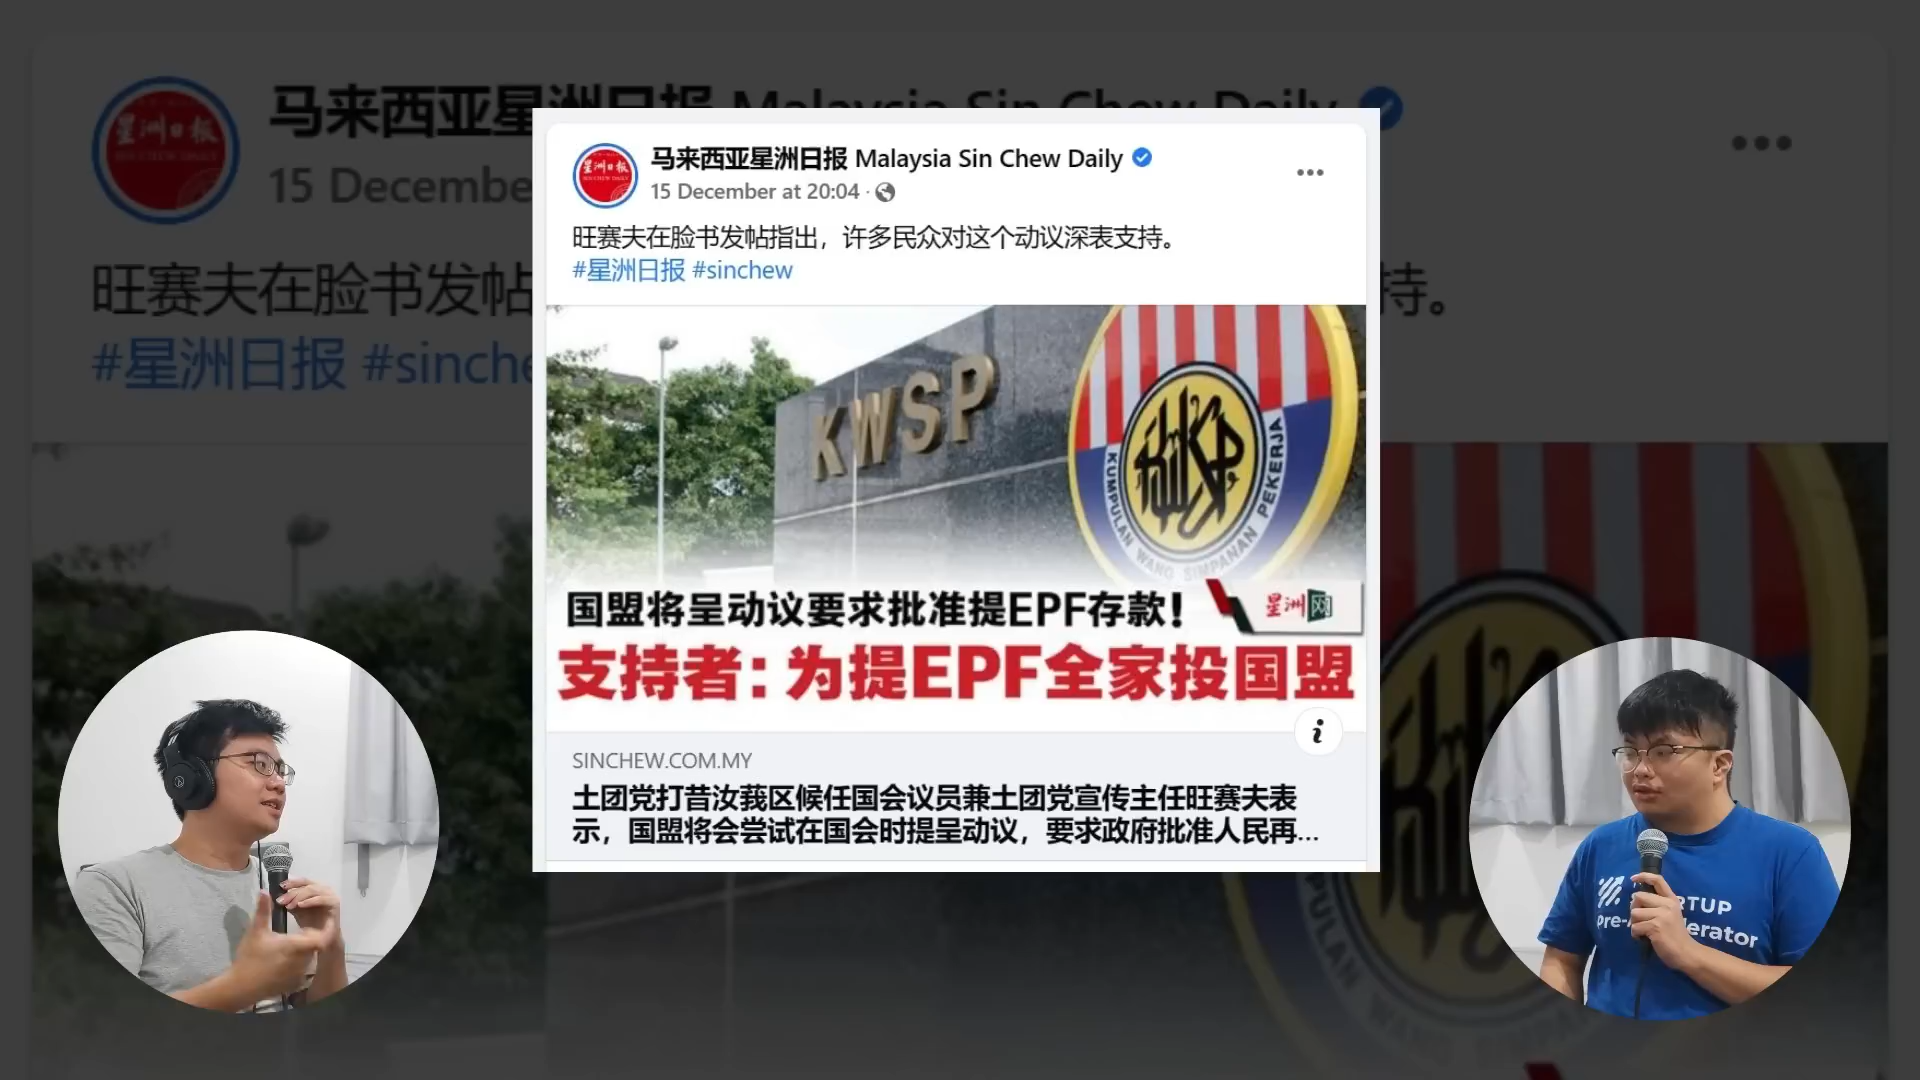 马来西亚星洲日报 Malaysia Sin Chew Daily
15 December at 20:04 ·
旺赛夫在脸书发帖指出，许多民众对这个动议深表支持。
#星洲日报 #sinchew
KWSP
KUMPULAN WANG SIMPANAN PEKERJA
国盟将呈动议要求批准提EPF存款！
星洲网
支持者：为提EPF全家投国盟
SINCHEW.COM.MY
土团党打昔汝莪区候任国会议员兼土团党宣传主任旺赛夫表
示，国盟将会尝试在国会时提呈动议，要求政府批准人民再...
马来西亚星洲日报 Malaysia Sin Chew Daily
15 Decembe
旺赛夫在脸书发帖
持。
#星洲日报 #sinche
星洲日报
SIN CHEW DAILY